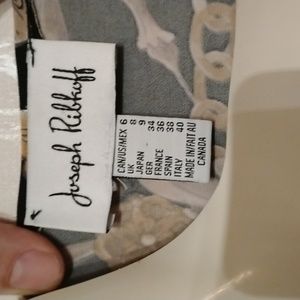 Joseph Ribkoff
CAN/US/MEX 6
UK 8
JAPAN 9
GER 34
FRANCE 36
SPAIN 38
ITALY 40
MADE IN/FAIT AU
CANADA